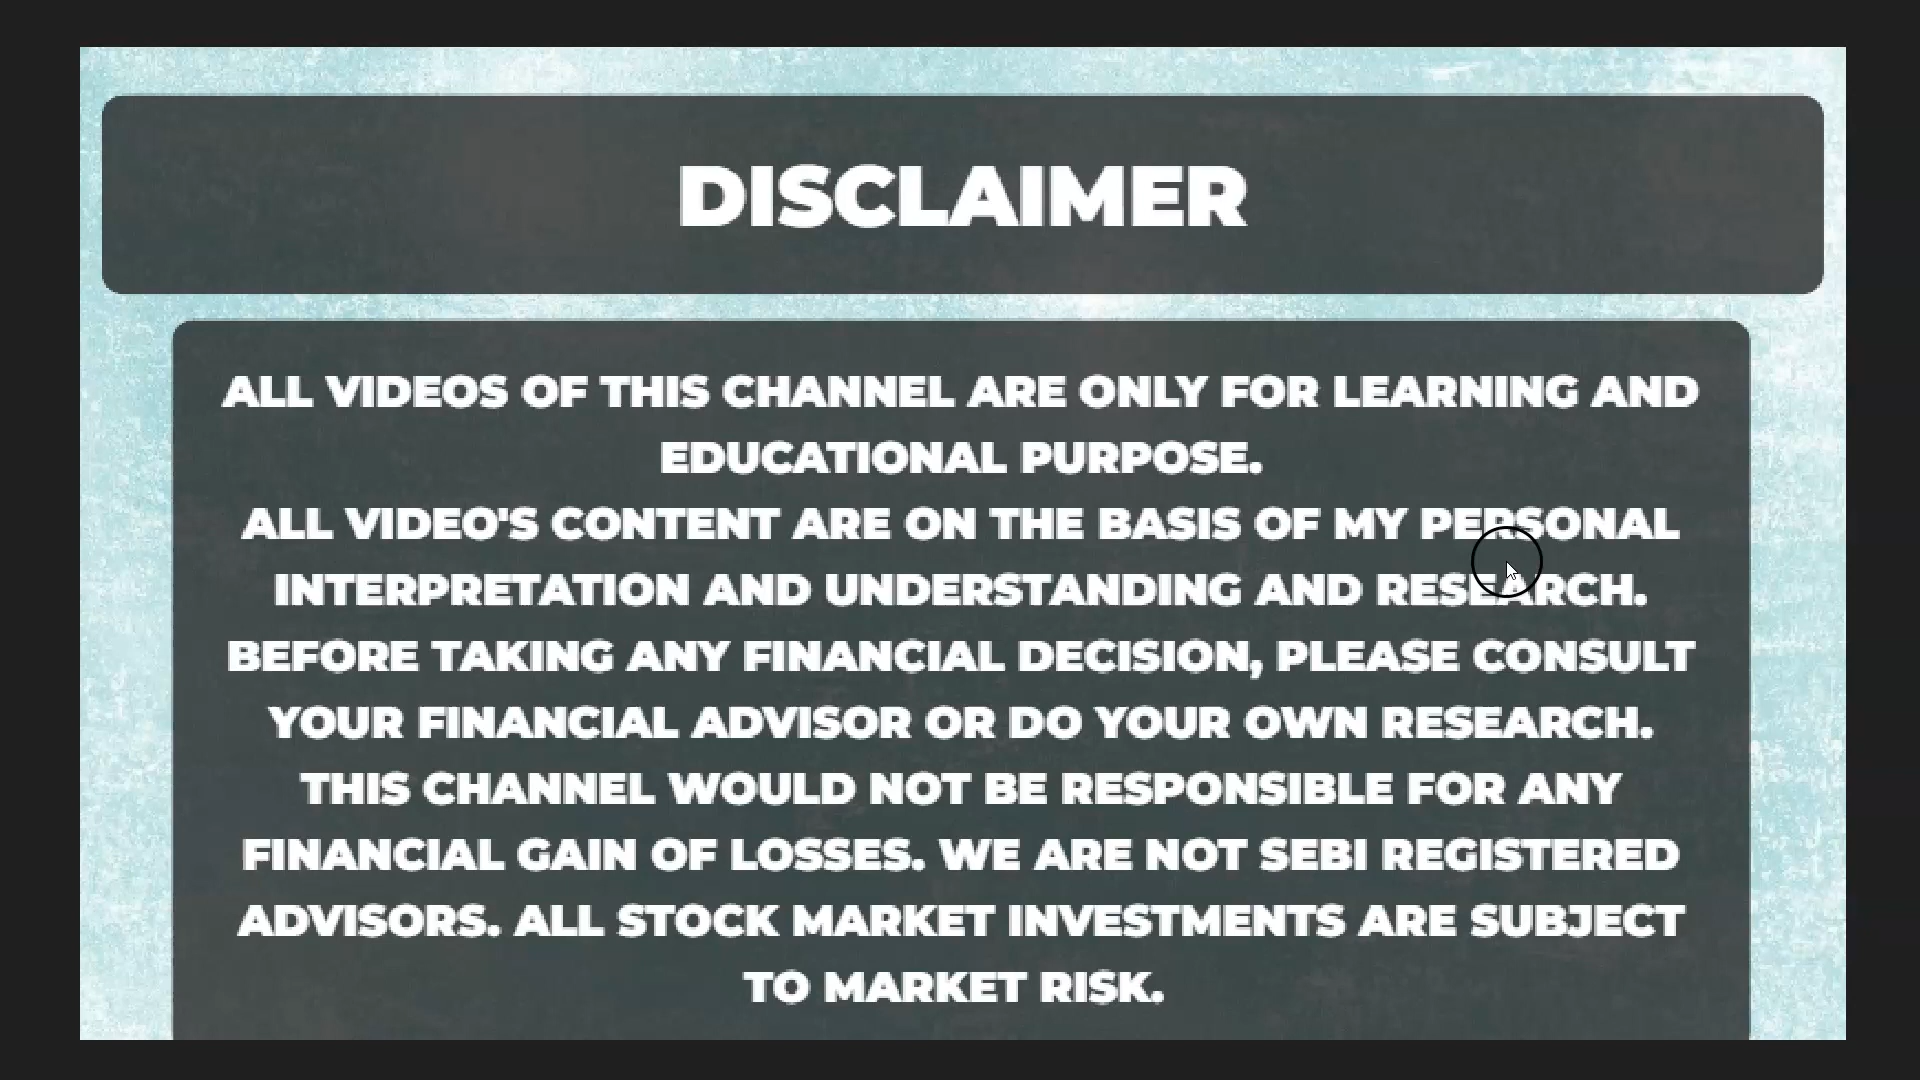 DISCLAIMER
ALL VIDEOS OF THIS CHANNEL ARE ONLY FOR LEARNING AND
EDUCATIONAL PURPOSE.
ALL VIDEO'S CONTENT ARE ON THE BASIS OF MY PERSONAL
INTERPRETATION AND UNDERSTANDING AND RESEARCH.
BEFORE TAKING ANY FINANCIAL DECISION, PLEASE CONSULT
YOUR FINANCIAL ADVISOR OR DO YOUR OWN RESEARCH.
THIS CHANNEL WOULD NOT BE RESPONSIBLE FOR ANY
FINANCIAL GAIN OF LOSSES. WE ARE NOT SEBI REGISTERED
ADVISORS. ALL STOCK MARKET INVESTMENTS ARE SUBJECT
TO MARKET RISK.